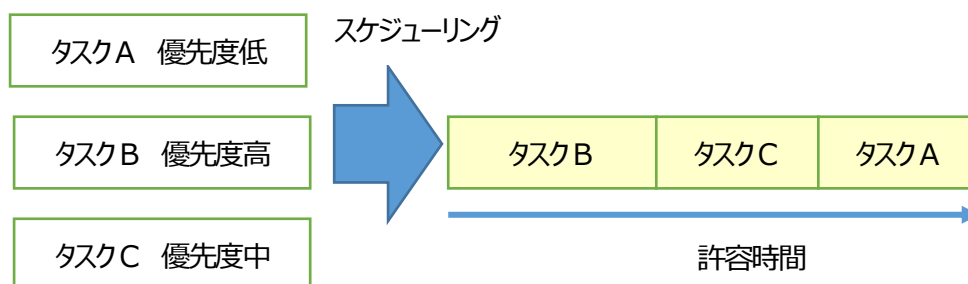 スケジューリング
タスクA 優先度低
タスクB 優先度高
タスクC 優先度中
タスクB
タスクC
タスクA
許容時間